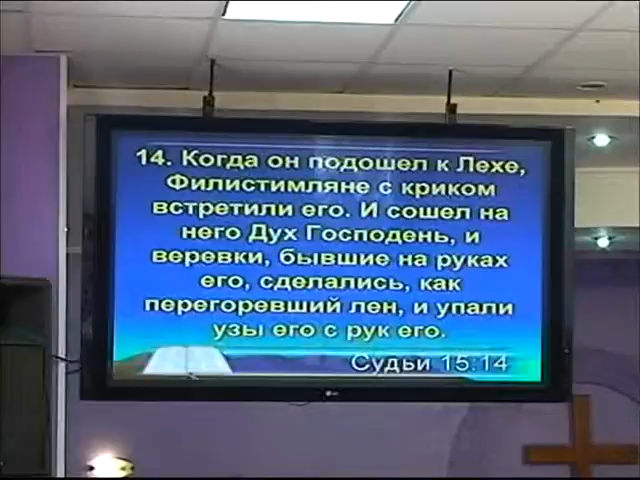 14. Когда он подошел к Лехе,
Филистимляне с криком
встретили его. И сошел на
него Дух Господень, и
веревки, бывшие на руках
его, сделались, как
перегоревший лен, и упали
узы его с рук его.
Судьи 15:14
LG